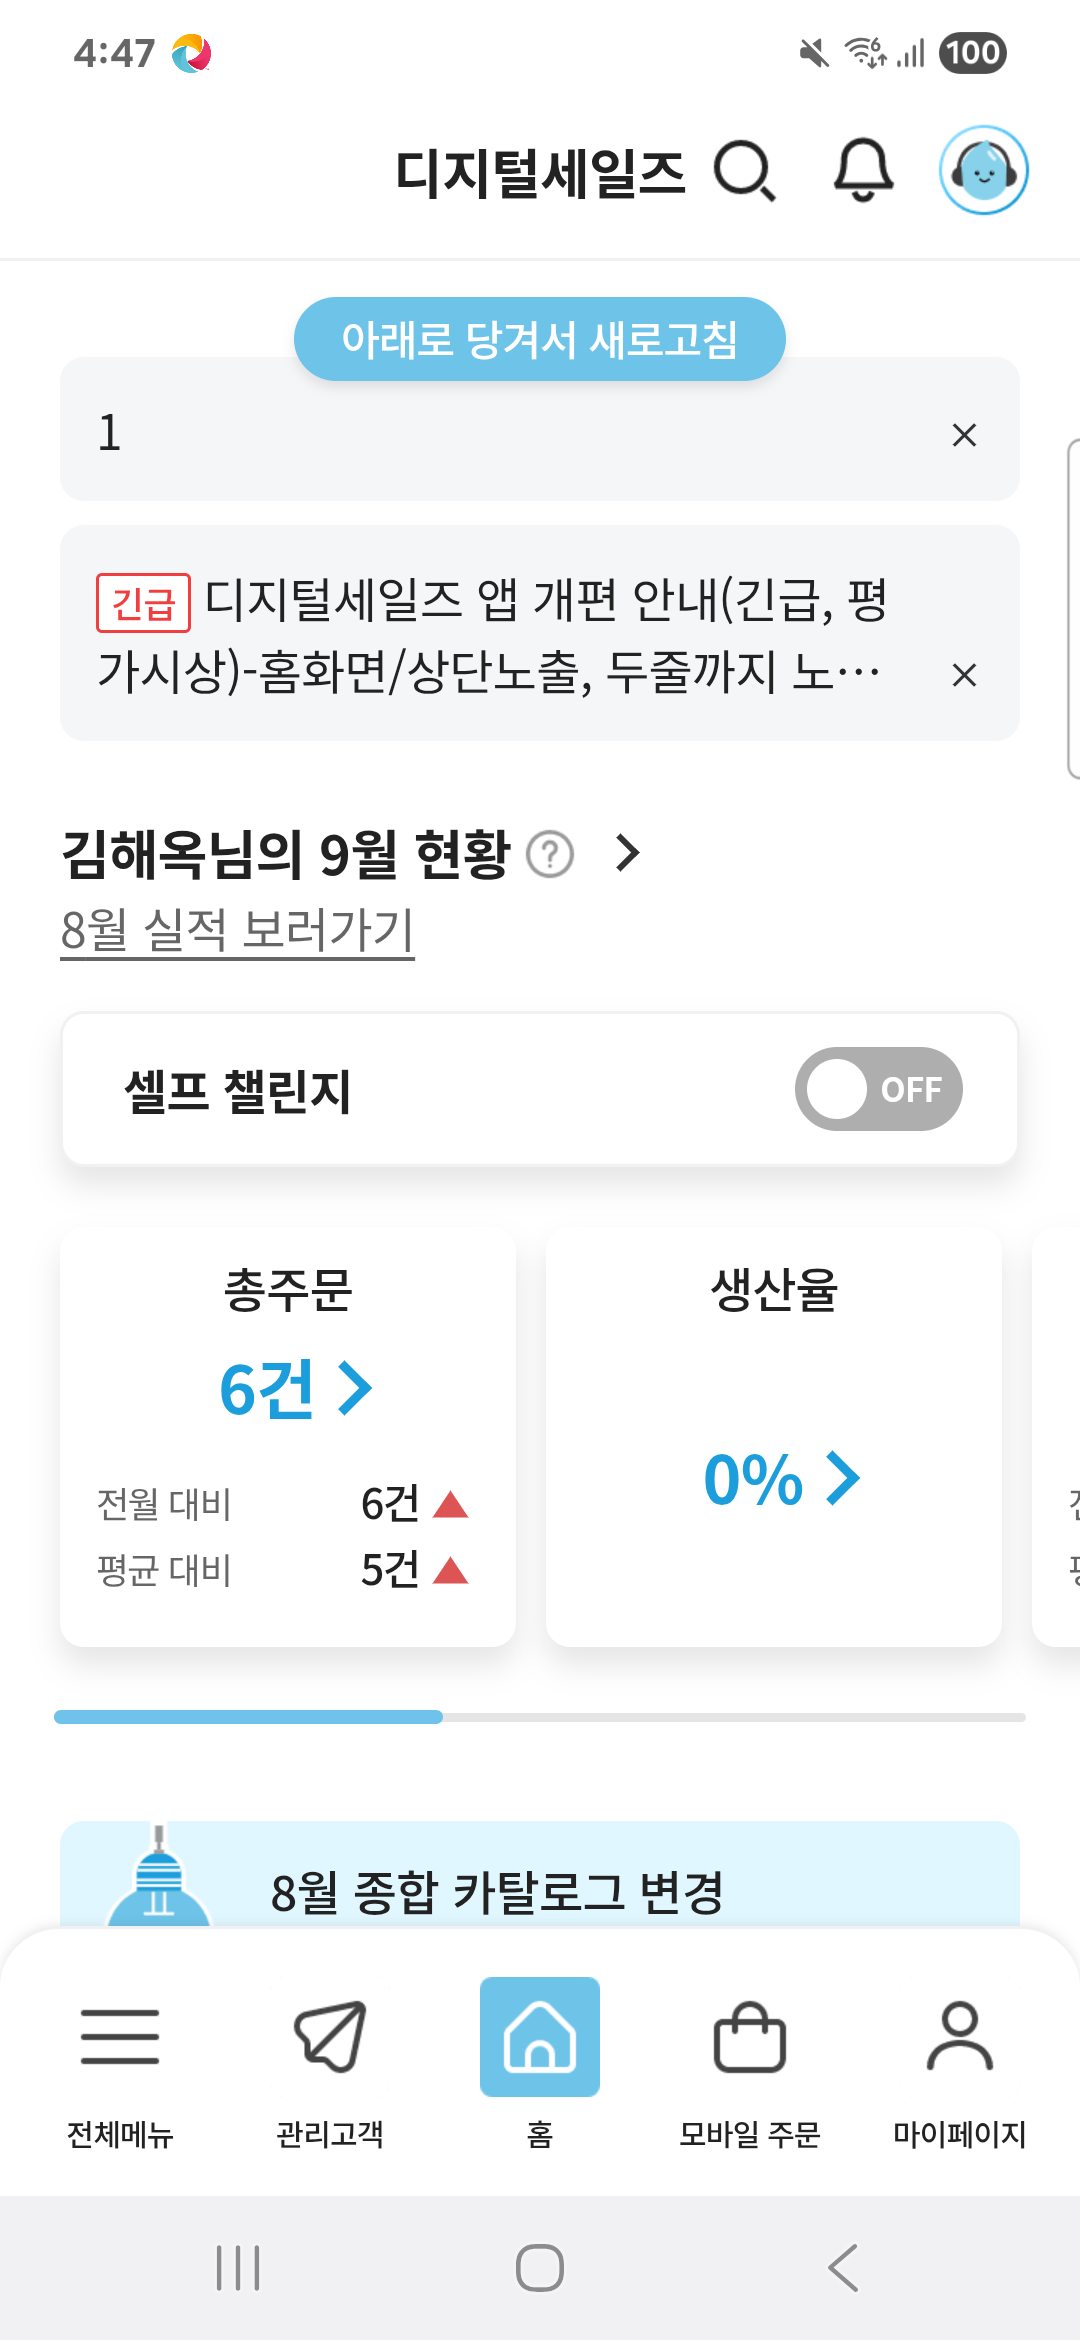 4:47
6
100
디지털세일즈
아래로 당겨서 새로고침
1
긴급 디지털세일즈 앱 개편 안내(긴급, 평
가시상)-홈화면/상단노출, 두줄까지 노…
김해옥님의 9월 현황 ?
8월 실적 보러가기
셀프 챌린지
OFF
총주문
6건
전월 대비 6건
평균 대비 5건
생산율
0%
8월 종합 카탈로그 변경
전체메뉴
관리고객
홈
모바일 주문
마이페이지